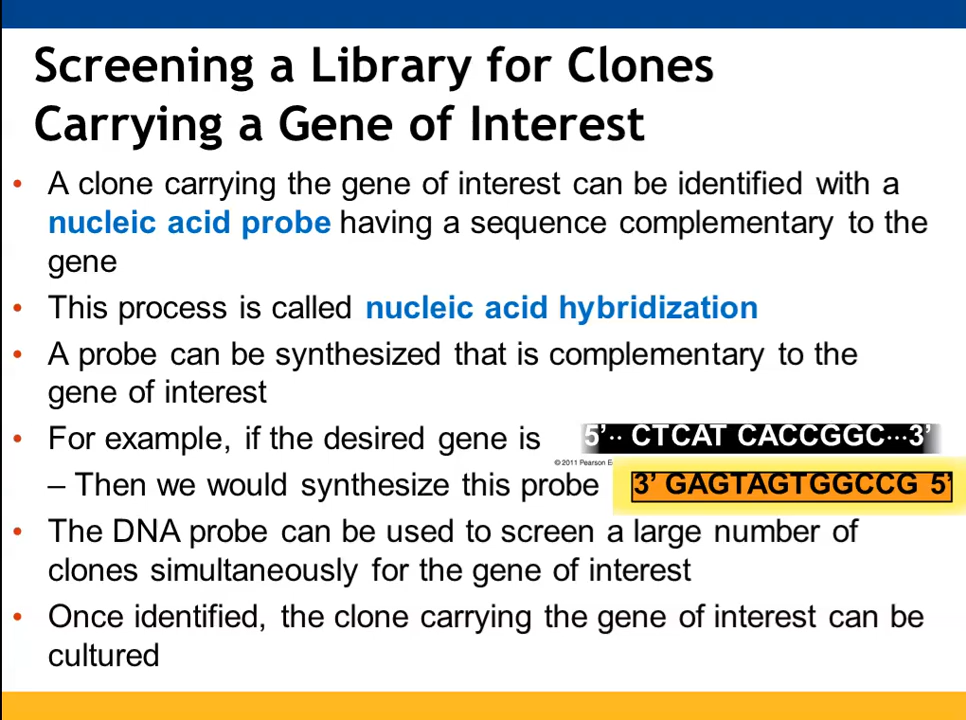 Screening a Library for Clones
Carrying a Gene of Interest
• A clone carrying the gene of interest can be identified with a
nucleic acid probe having a sequence complementary to the
gene
• This process is called nucleic acid hybridization
• A probe can be synthesized that is complementary to the
gene of interest
• For example, if the desired gene is
5’·· CTCAT CACCGGC···3’
© 2011 Pearson E
– Then we would synthesize this probe
3’ GAGTAGTGGCCG 5’
• The DNA probe can be used to screen a large number of
clones simultaneously for the gene of interest
• Once identified, the clone carrying the gene of interest can be
cultured